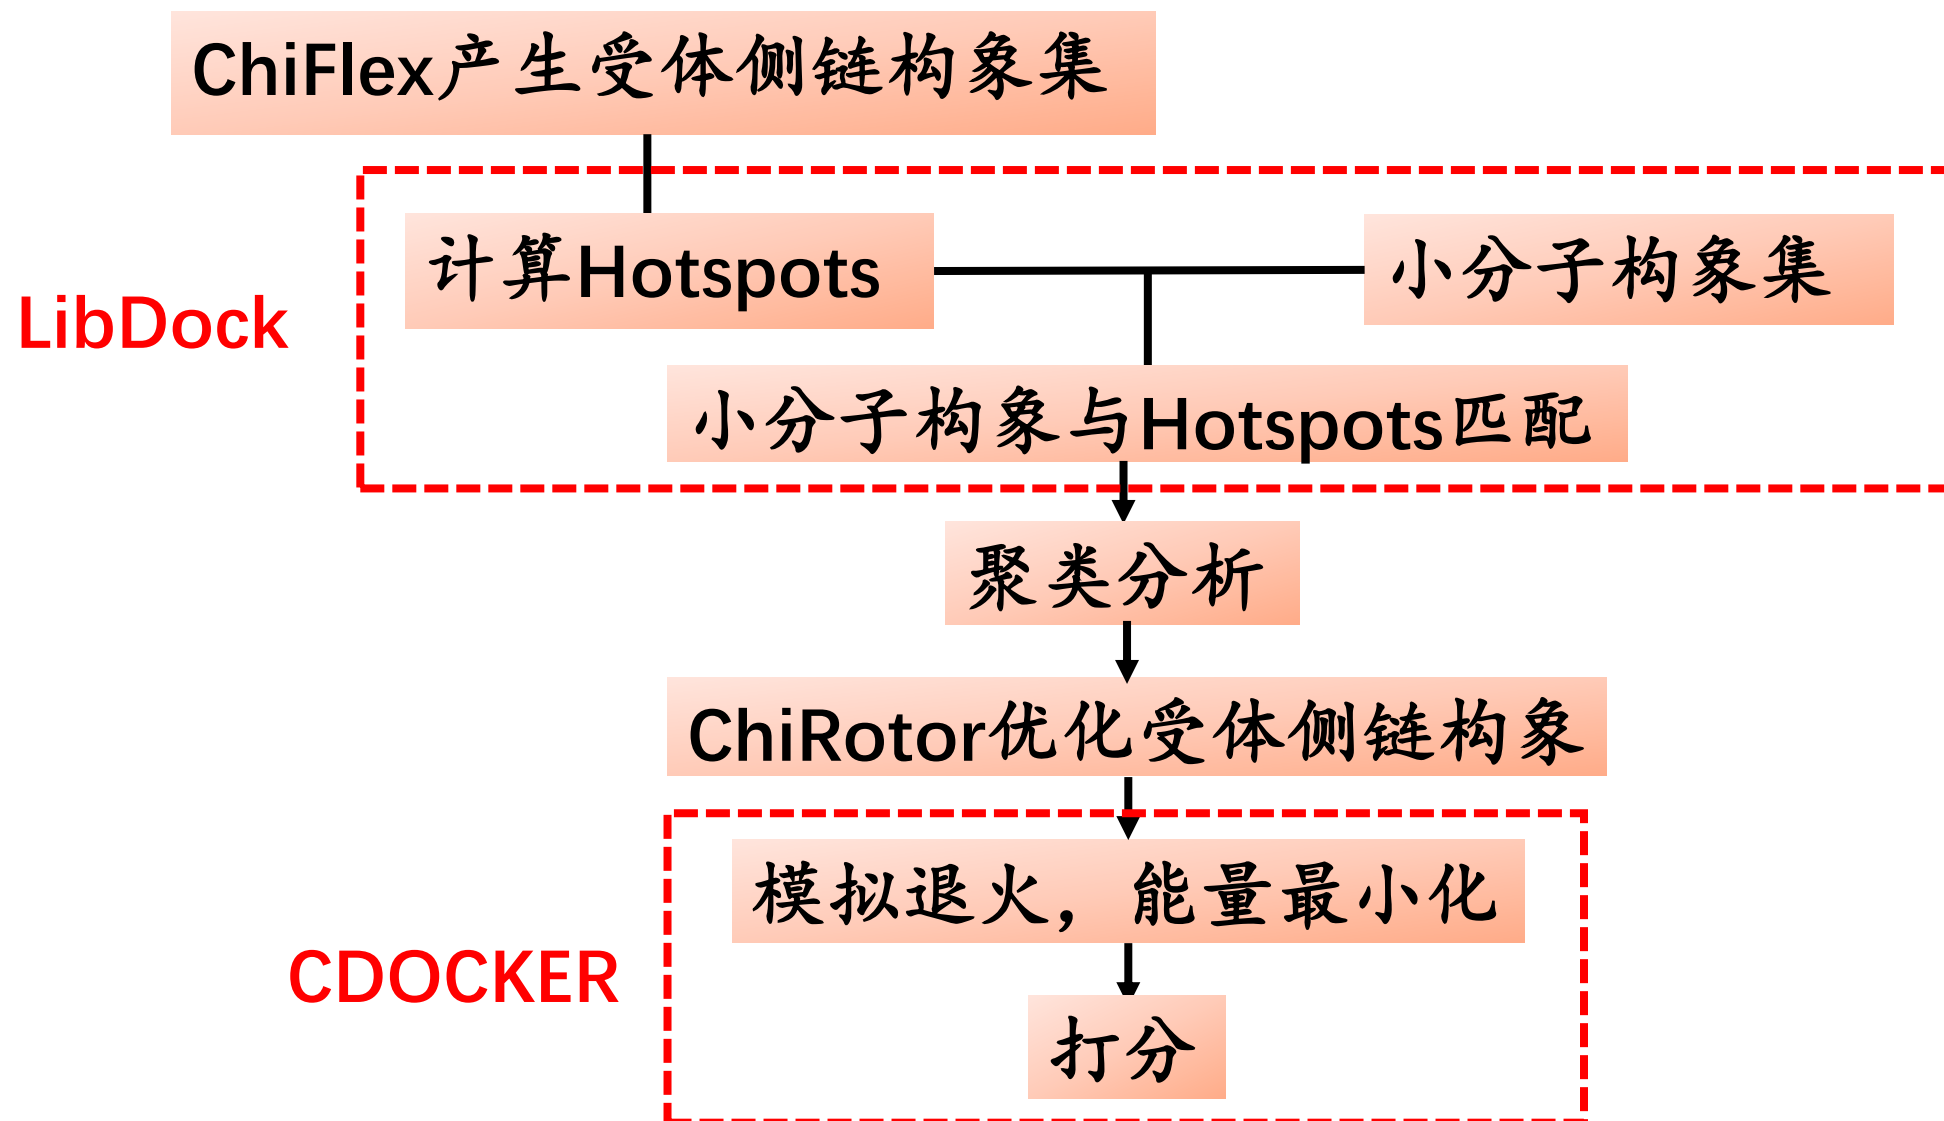 ChiFlex产生受体侧链构象集
计算Hotspots
小分子构象集
LibDock
小分子构象与Hotspots匹配
聚类分析
ChiRotor优化受体侧链构象
模拟退火，能量最小化
CDOCKER
打分